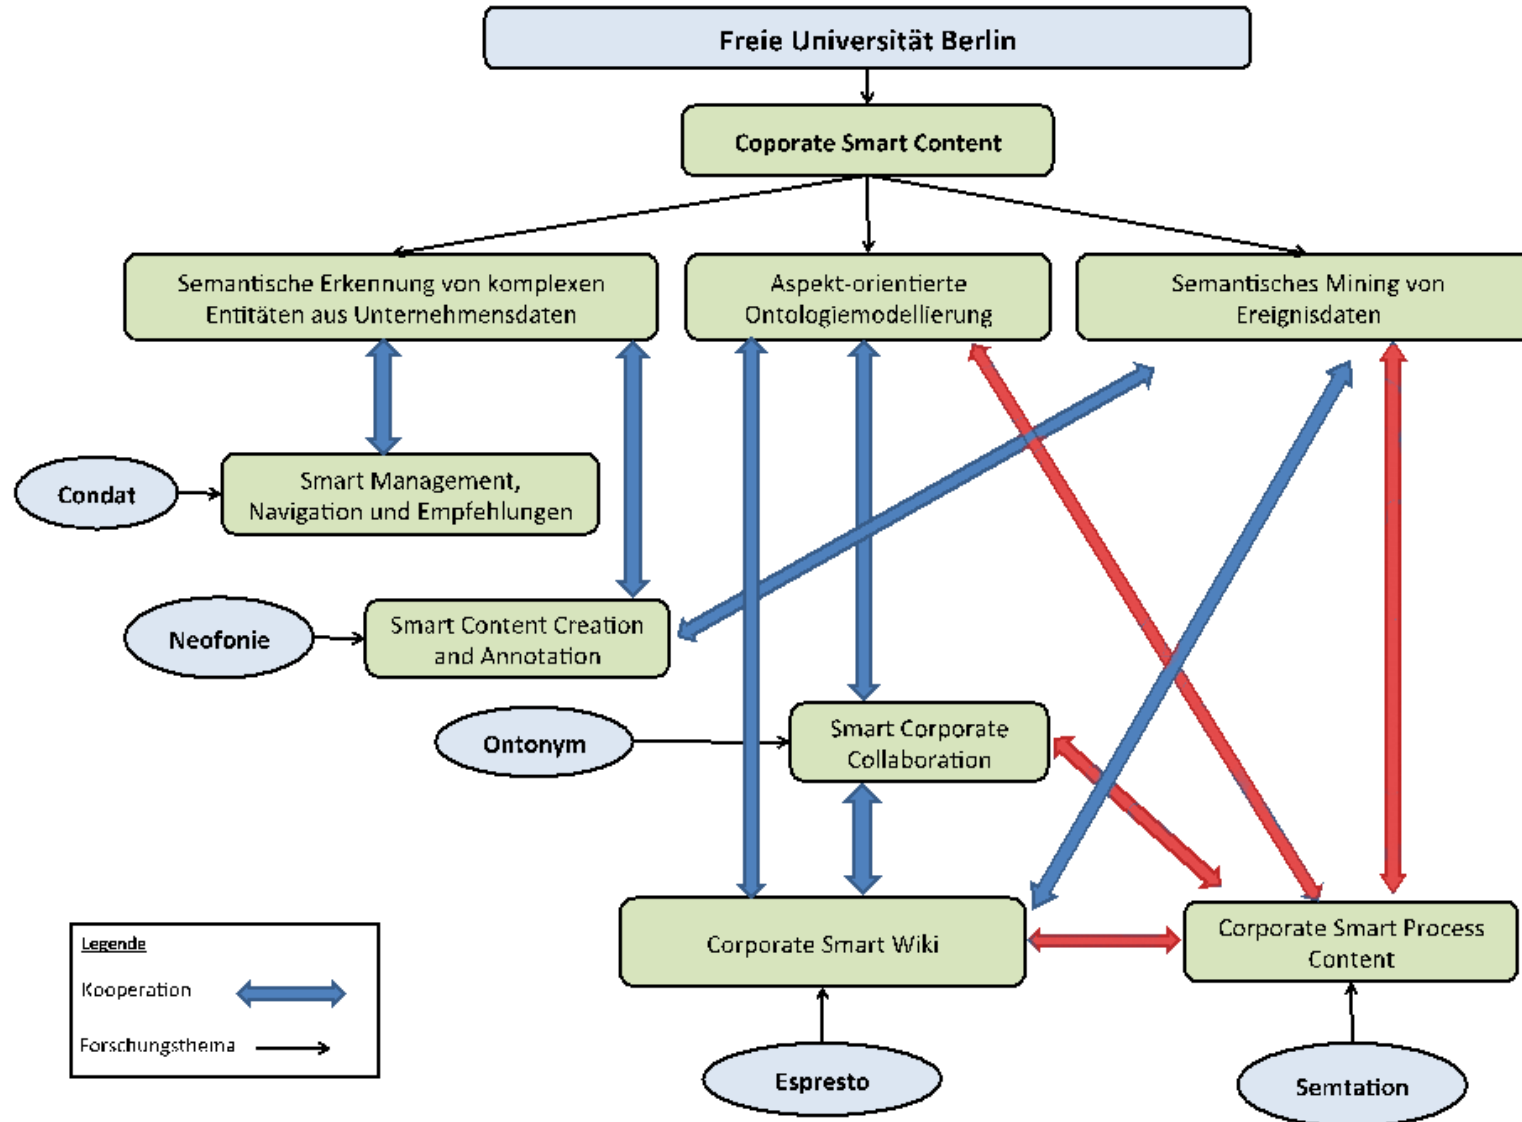 Freie Universität Berlin
Coporate Smart Content
Semantische Erkennung von komplexen
Entitäten aus Unternehmensdaten
Aspekt-orientierte
Ontologiemodellierung
Semantisches Mining von
Ereignisdaten
Condat
Smart Management,
Navigation und Empfehlungen
Neofonie
Smart Content Creation
and Annotation
Ontonym
Smart Corporate
Collaboration
Corporate Smart Wiki
Corporate Smart Process
Content
Legende
Kooperation
Forschungsthema
Espresto
Semtation